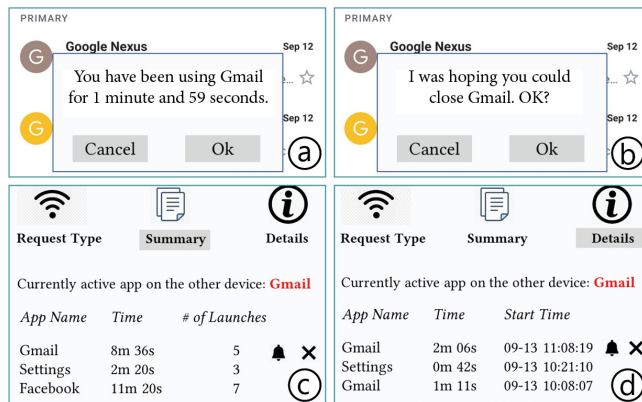 PRIMARY
G
Google Nexus
Sep 12
You have been using Gmail
for 1 minute and 59 seconds.
G
Sep 12
Cancel
Ok
a
PRIMARY
G
Google Nexus
Sep 12
I was hoping you could
close Gmail. OK?
G
Sep 12
Cancel
Ok
b
Request Type
Summary
Details
Currently active app on the other device: Gmail
App Name Time # of Launches
Gmail 8m 36s 5
Settings 2m 20s 3
Facebook 11m 20s 7
c
Request Type
Summary
Details
Currently active app on the other device: Gmail
App Name Time Start Time
Gmail 2m 06s 09-13 11:08:19
Settings 0m 42s 09-13 10:21:10
Gmail 1m 11s 09-13 10:08:07
d